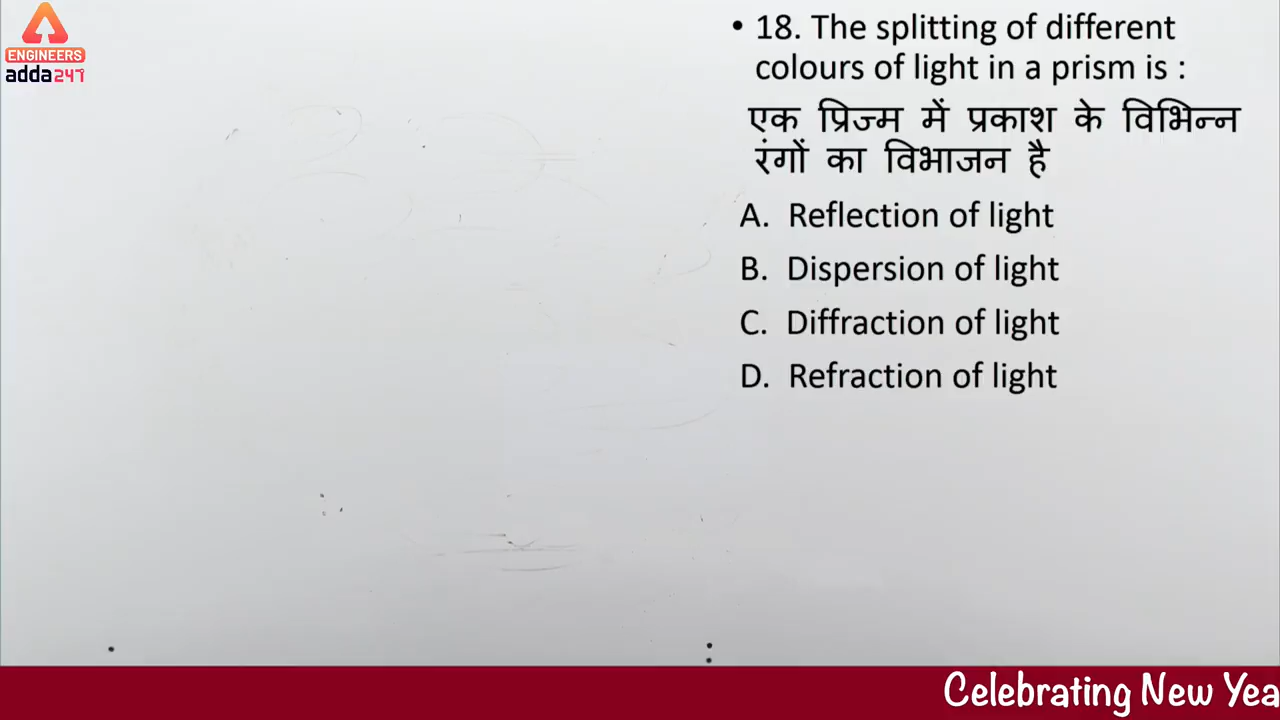 ENGINEERS
adda247
• 18. The splitting of different
colours of light in a prism is :
एक प्रिज्म में प्रकाश के विभिन्न
रंगों का विभाजन है
A. Reflection of light
B. Dispersion of light
C. Diffraction of light
D. Refraction of light
Celebrating New Yea